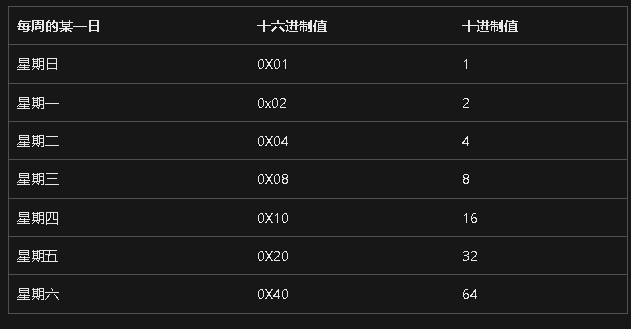 每周的某一日 十六进制值 十进制值
星期日 0X01 1
星期一 0x02 2
星期二 0X04 4
星期三 0X08 8
星期四 0X10 16
星期五 0X20 32
星期六 0X40 64